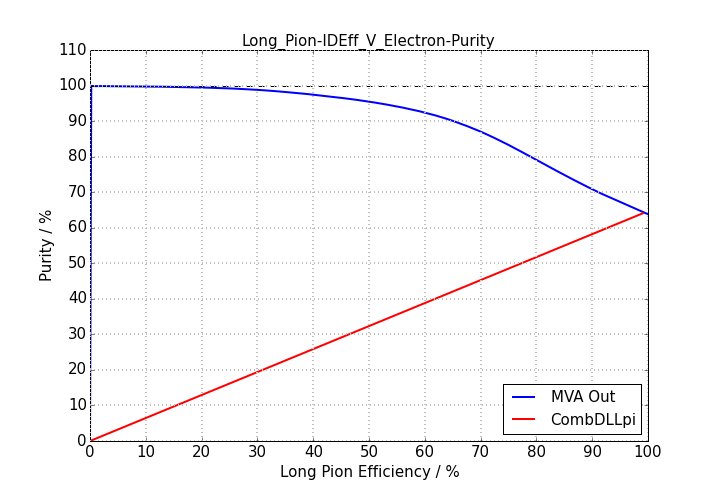 Long_Pion-IDEff_V_Electron-Purity
110
100
90
80
70
60
50
40
30
20
10
0
Purity / %
0 10 20 30 40 50 60 70 80 90 100
Long Pion Efficiency / %
MVA Out
CombDLLpi